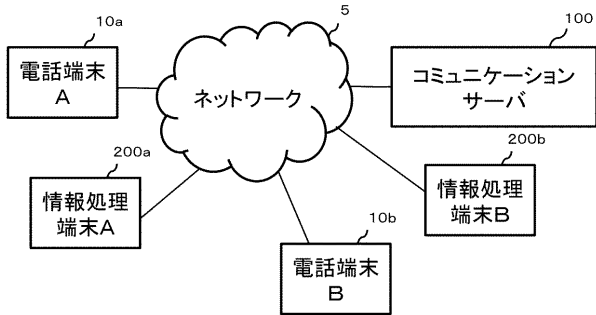 10a
電話端末
A
5
ネットワーク
100
コミュニケーション
サーバ
200a
情報処理
端末A
10b
電話端末
B
200b
情報処理
端末B